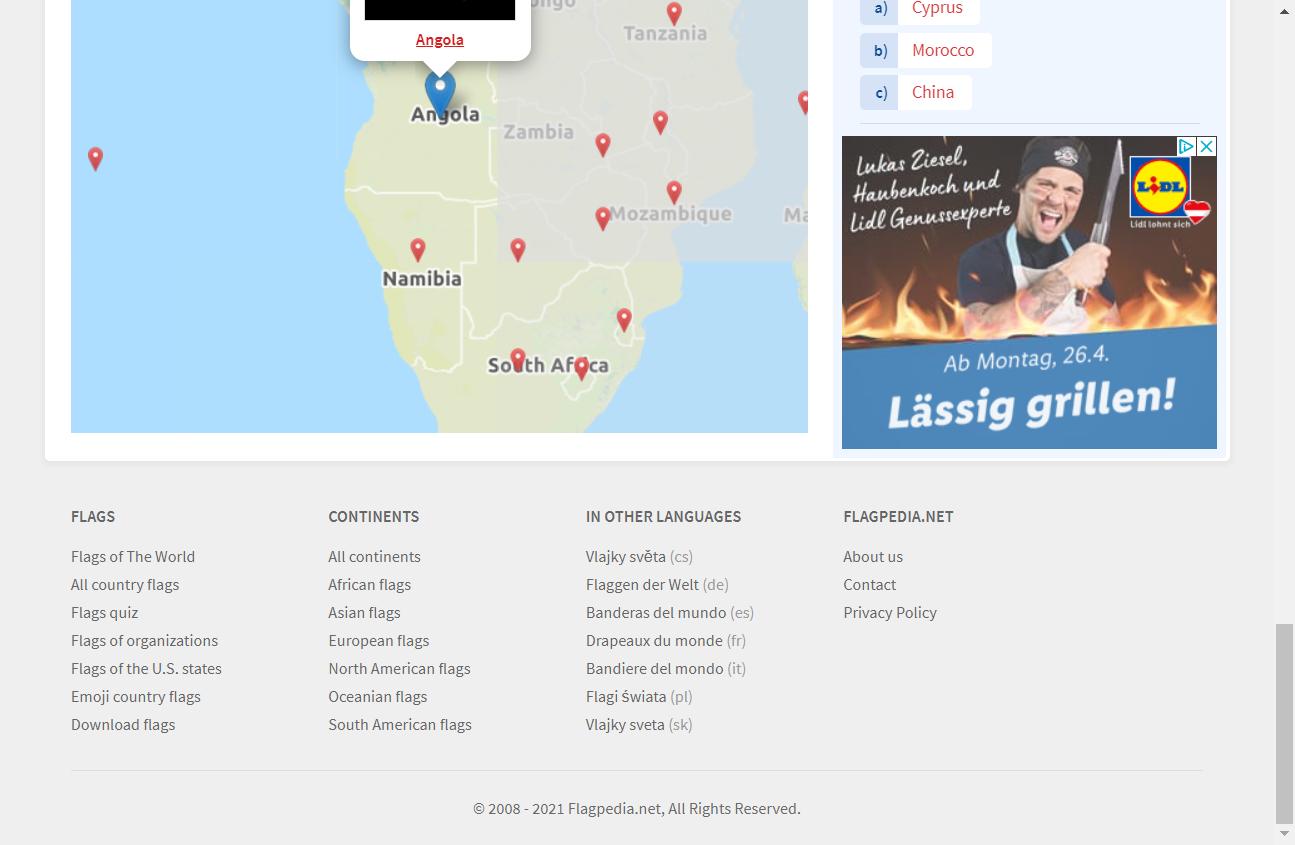 ongo
Tanzania
Angola
Angola
Zambia
Mozambique
Ma
Namibia
South Africa
a) Cyprus
b) Morocco
c) China
Lukas Ziesel,
Haubenkoch und
Lidl Genussexperte
LIDL
Lidl lohnt sich
Ab Montag, 26.4.
Lässig grillen!
FLAGS
Flags of The World
All country flags
Flags quiz
Flags of organizations
Flags of the U.S. states
Emoji country flags
Download flags
CONTINENTS
All continents
African flags
Asian flags
European flags
North American flags
Oceanian flags
South American flags
IN OTHER LANGUAGES
Vlajky světa (cs)
Flaggen der Welt (de)
Banderas del mundo (es)
Drapeaux du monde (fr)
Bandiere del mondo (it)
Flagi świata (pl)
Vlajky sveta (sk)
FLAGPEDIA.NET
About us
Contact
Privacy Policy
© 2008 - 2021 Flagpedia.net, All Rights Reserved.